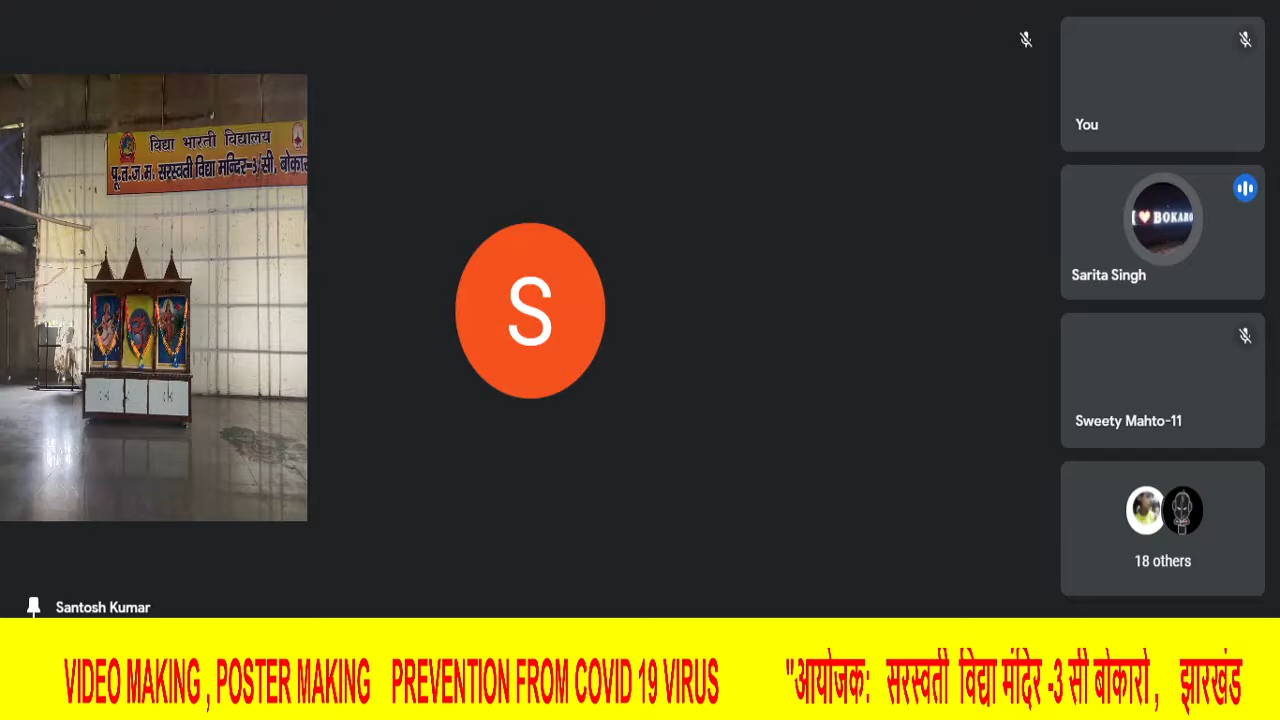 विद्या भारती विद्यालय
पू.त.ज.म. सरस्वती विद्या मन्दिर-3/सी, बोकारो
S
You
I ❤ BOKARO
Sarita Singh
Sweety Mahto-11
18 others
Santosh Kumar
VIDEO MAKING , POSTER MAKING PREVENTION FROM COVID 19 VIRUS "आयोजक: सरस्वती विद्या मंदिर -3 सी बोकारो , झारखंड